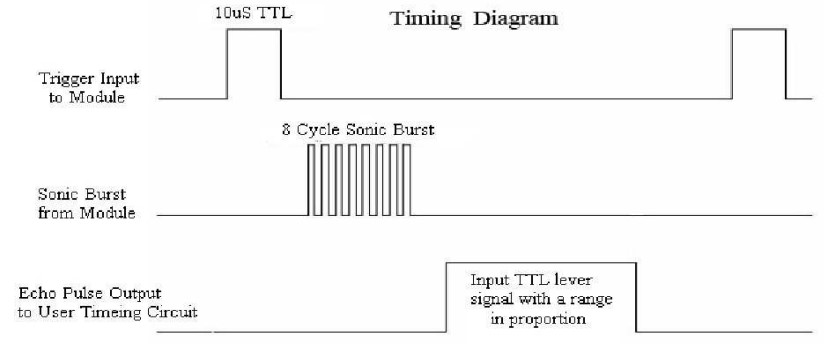 10uS TTL
Timing Diagram
Trigger Input
to Module
8 Cycle Sonic Burst
Sonic Burst
from Module
Echo Pulse Output
to User Timeing Circuit
Input TTL lever
signal with a range
in proportion